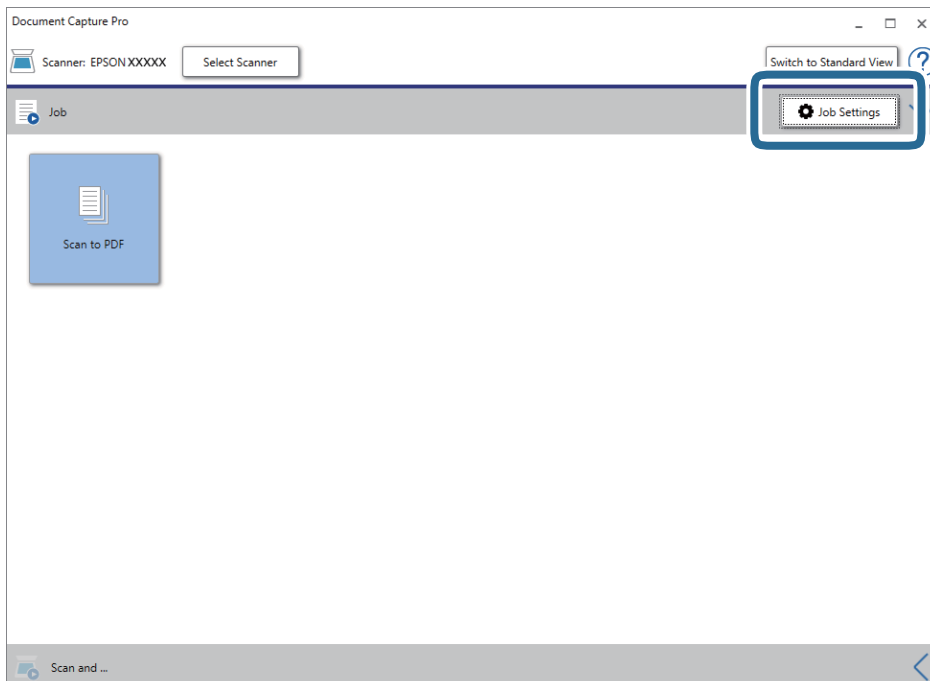 Document Capture Pro
Scanner: EPSON XXXXX
Select Scanner
Switch to Standard View
?
Job
Job Settings
Scan to PDF
Scan and ...